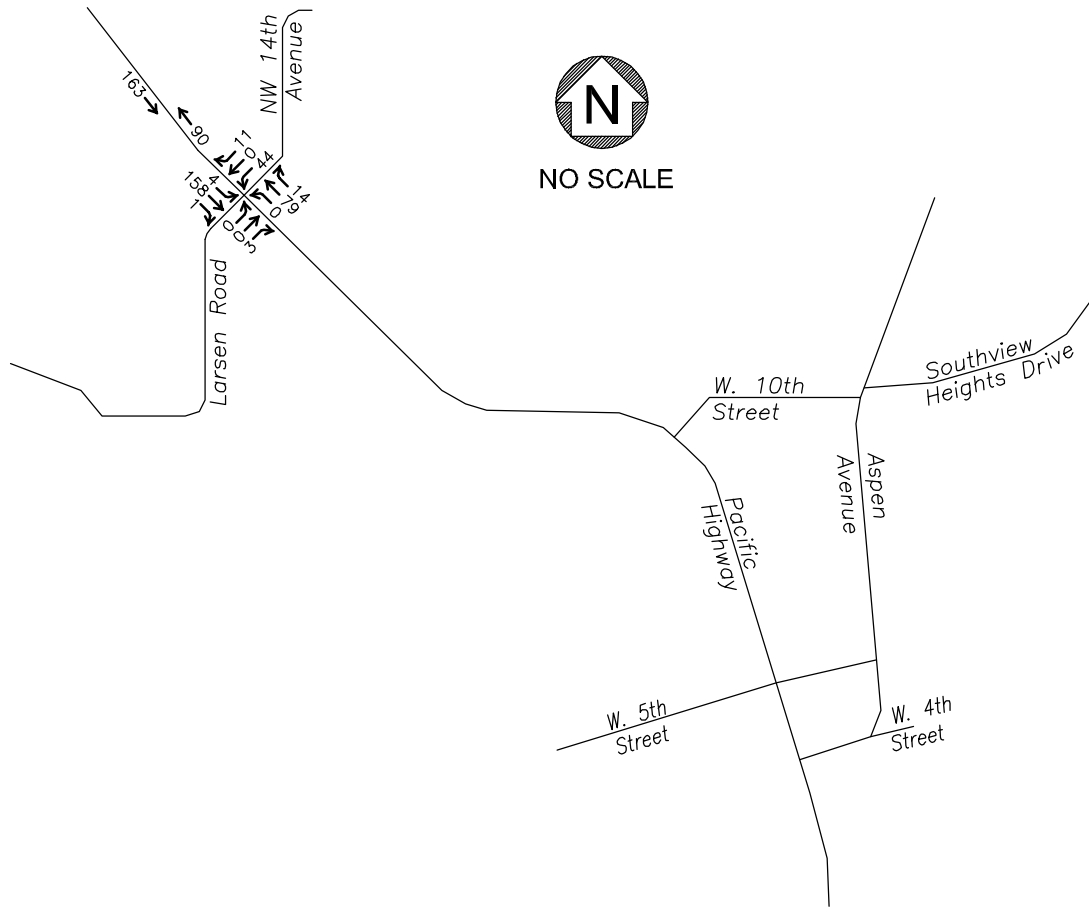 NW 14th
Avenue
N
NO SCALE
163
90
11
0
44
4
158
1
14
79
0
0
0
3
Larsen Road
W. 10th
Street
Southview
Heights Drive
Aspen
Avenue
Pacific
Highway
W. 5th
Street
W. 4th
Street